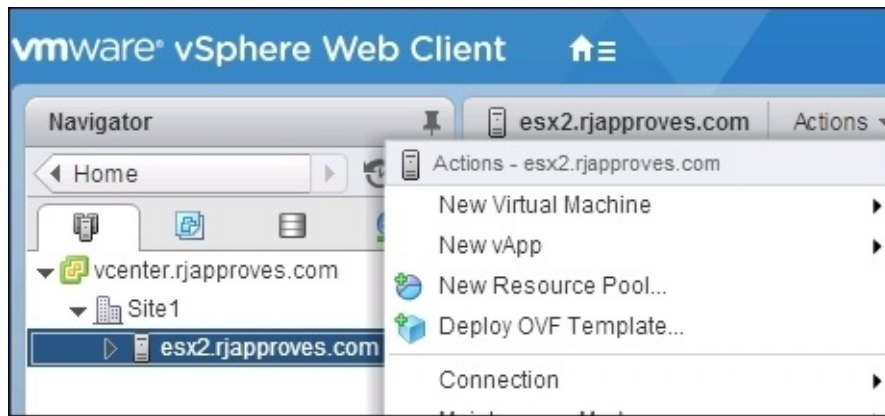 vmware® vSphere Web Client
Navigator
esx2.rjapproves.com
Actions
Home
Actions - esx2.rjapproves.com
New Virtual Machine
New vApp
New Resource Pool...
Deploy OVF Template...
Connection
vcenter.rjapproves.com
Site1
esx2.rjapproves.com